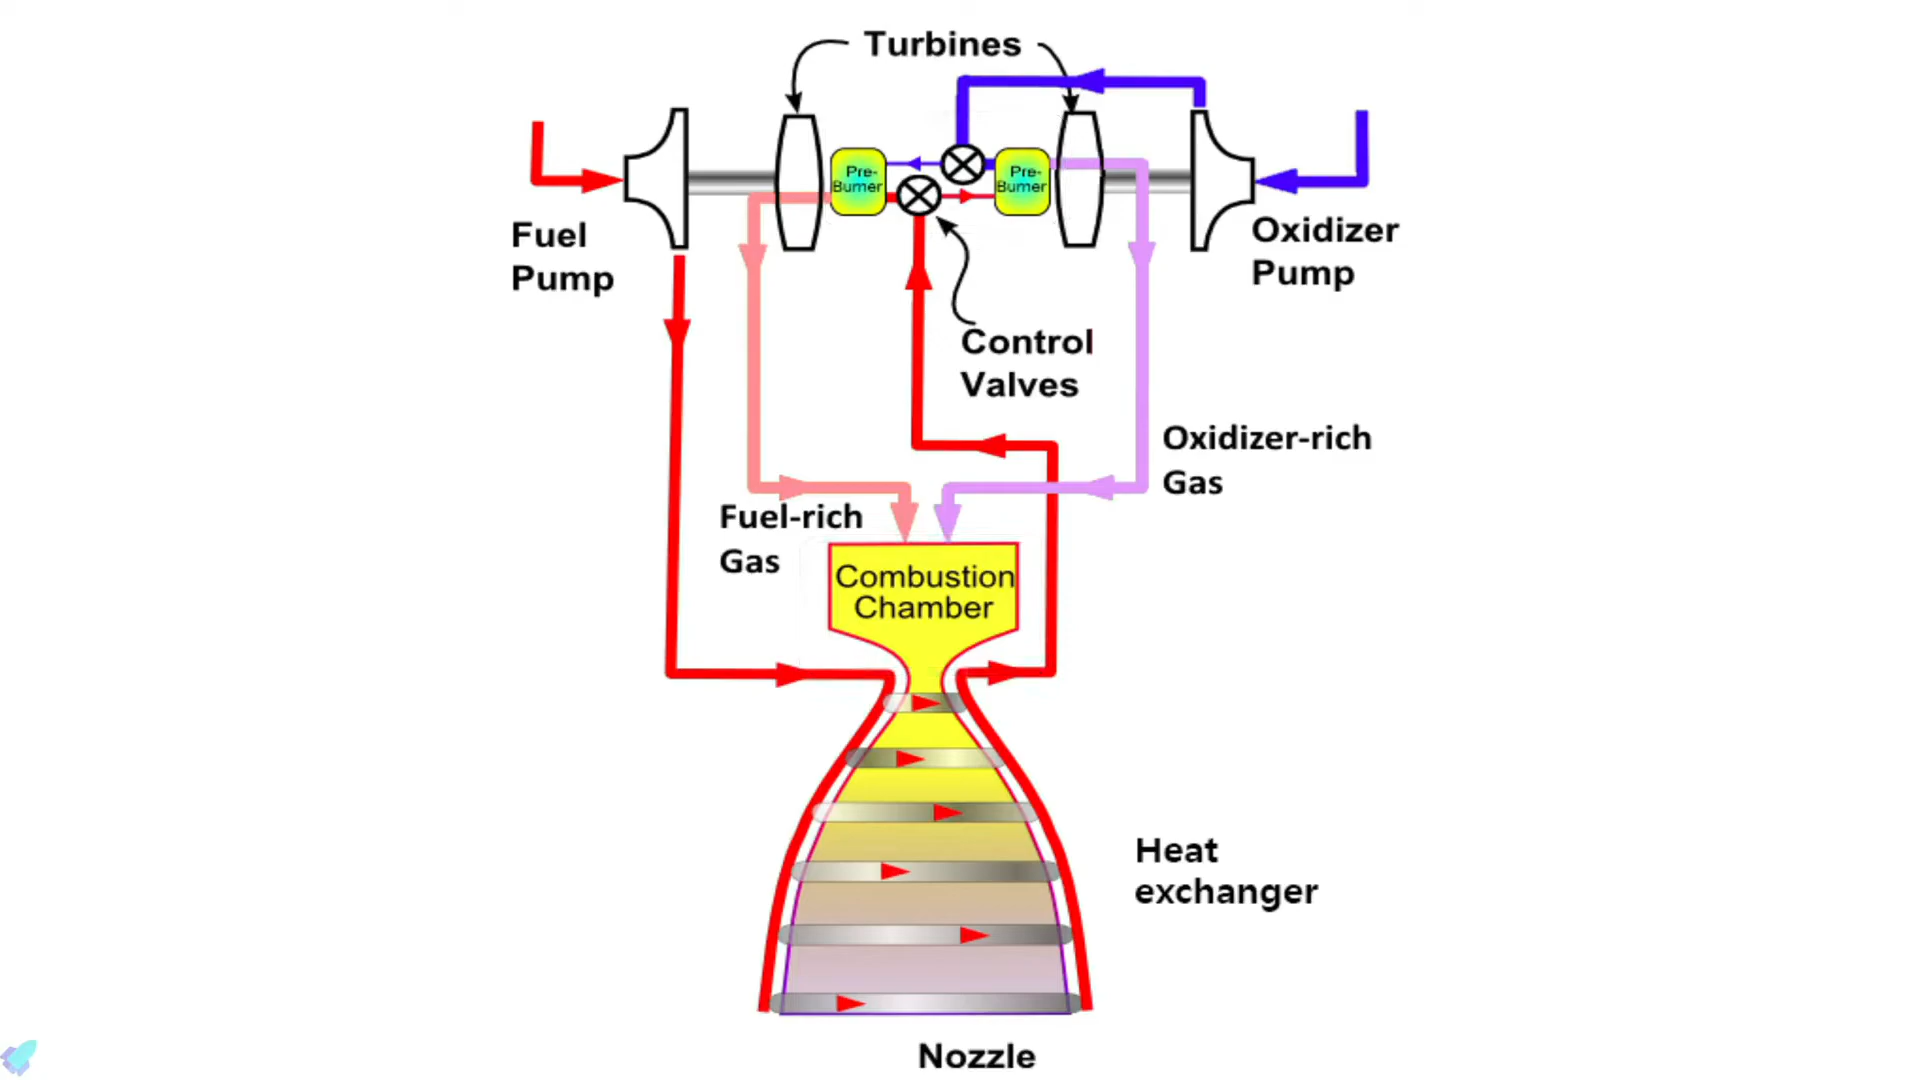 Turbines
Pre-
Burner
Pre-
Burner
Fuel
Pump
Oxidizer
Pump
Control
Valves
Oxidizer-rich
Gas
Fuel-rich
Gas
Combustion
Chamber
Heat
exchanger
Nozzle